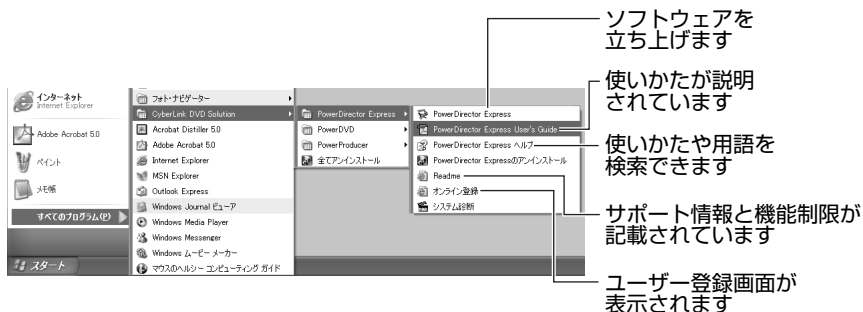 インターネット
Internet Explorer
Adobe Acrobat 5.0
ペイント
メモ帳
すべてのプログラム(P)
スタート
フォト・ナビゲーター
CyberLink DVD Solution
Acrobat Distiller 5.0
Adobe Acrobat 5.0
Internet Explorer
MSN Explorer
Outlook Express
Windows Journal ビューア
Windows Media Player
Windows Messenger
Windows ムービー メーカー
マウスのヘルシー コンピューティング ガイド
PowerDirector Express
PowerDVD
PowerProducer
全てアンインストール
PowerDirector Express
PowerDirector Express User's Guide
PowerDirector Express ヘルプ
PowerDirector Expressのアンインストール
Readme
オンライン登録
システム診断
ソフトウェアを
立ち上げます
使いかたが説明
されています
使いかたや用語を
検索できます
サポート情報と機能制限が
記載されています
ユーザー登録画面が
表示されます